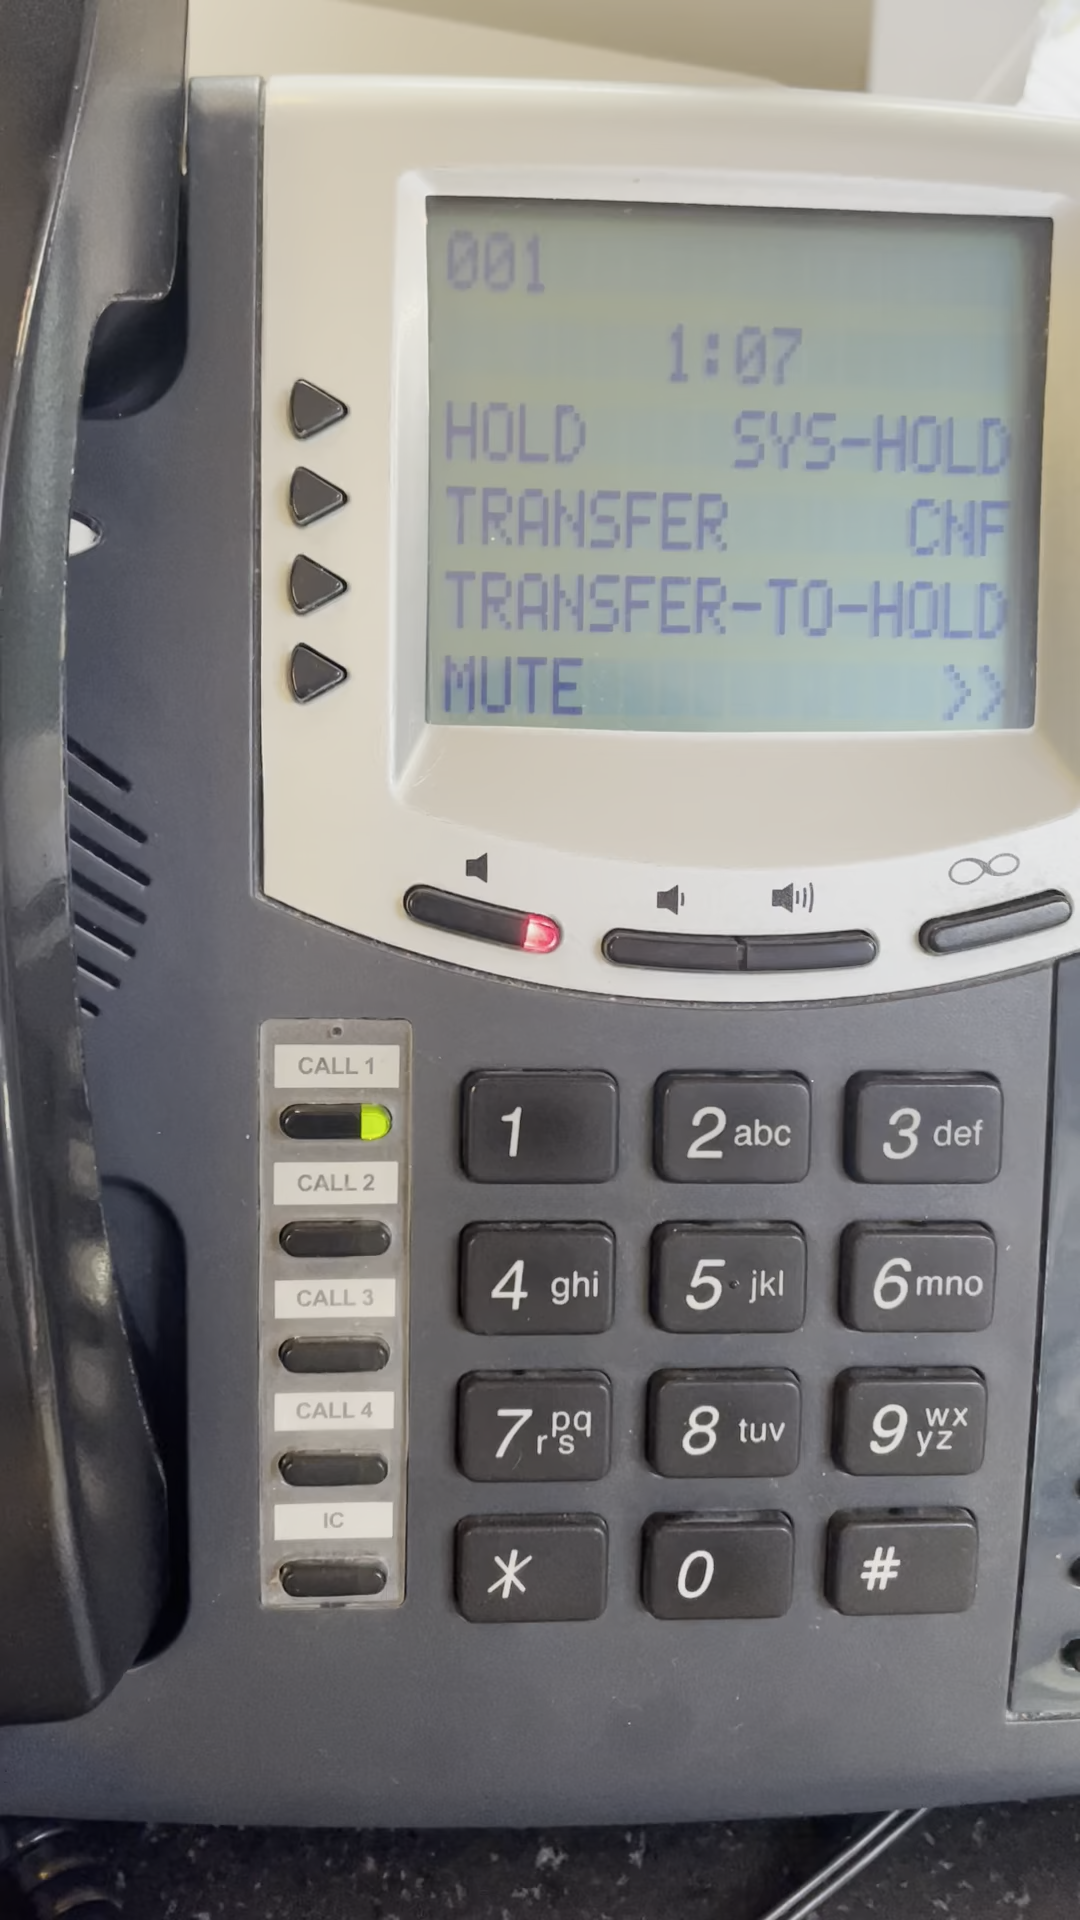 001
1:07
HOLD SYS-HOLD
TRANSFER CNF
TRANSFER-TO-HOLD
MUTE >>
CALL 1
CALL 2
CALL 3
CALL 4
IC
1 2 abc 3 def
4 ghi 5 jkl 6 mno
7 pqrs 8 tuv 9 wxyz
* 0 #